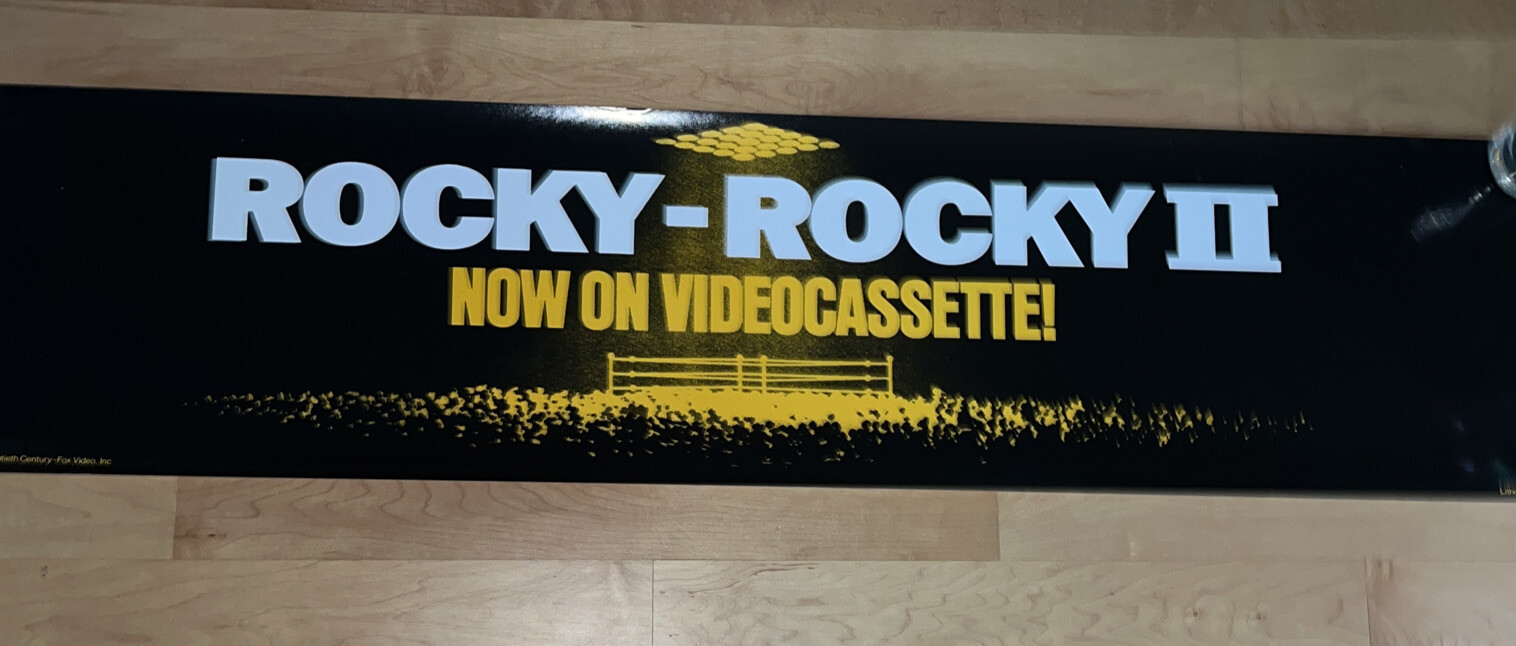 ROCKY-ROCKY II
NOW ON VIDEOCASSETTE!
Century-Fox Video, Inc